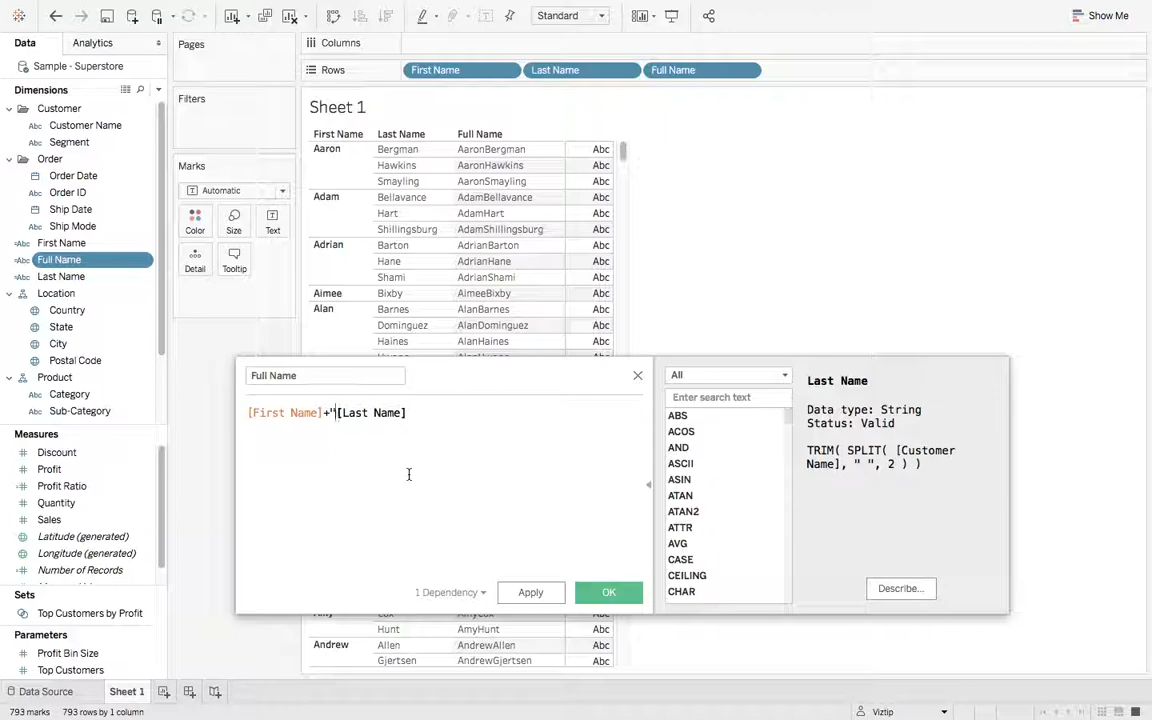 Standard
Show Me
Data
Analytics
Pages
Columns
Sample - Superstore
Rows
First Name
Last Name
Full Name
Dimensions
Filters
Customer
Sheet 1
Abc Customer Name
Abc Segment
First Name Last Name Full Name
Order
Aaron Bergman AaronBergman Abc
Order Date
Marks
Hawkins AaronHawkins Abc
Abc Order ID
Automatic
Smayling AaronSmayling Abc
Ship Date
Adam Bellavance AdamBellavance Abc
Abc Ship Mode
Hart AdamHart Abc
=Abc First Name
Color Size Text
Shillingsburg AdamShillingsburg Abc
=Abc Full Name
Adrian Barton AdrianBarton Abc
=Abc Last Name
Detail Tooltip
Hane AdrianHane Abc
Location
Shami AdrianShami Abc
Country
Aimee Bixby AimeeBixby Abc
State
Alan Barnes AlanBarnes Abc
City
Dominguez AlanDominguez Abc
Postal Code
Haines AlanHaines Abc
Product
Abc Category
Abc Sub-Category
Measures
Discount
Profit
Profit Ratio
Quantity
Sales
Latitude (generated)
Longitude (generated)
Number of Records
Sets
Top Customers by Profit
Parameters
Profit Bin Size
Top Customers
Full Name
[First Name]+"[Last Name]
1 Dependency
Apply
OK
All
Enter search text
ABS
ACOS
AND
ASCII
ASIN
ATAN
ATAN2
ATTR
AVG
CASE
CEILING
CHAR
Last Name
Data type: String
Status: Valid
TRIM( SPLIT( [Customer
Name], " ", 2 ) )
Describe...
Hunt AmyHunt Abc
Andrew Allen AndrewAllen Abc
Gjertsen AndrewGjertsen Abc
Data Source
Sheet 1
793 marks 793 rows by 1 column
Viztip